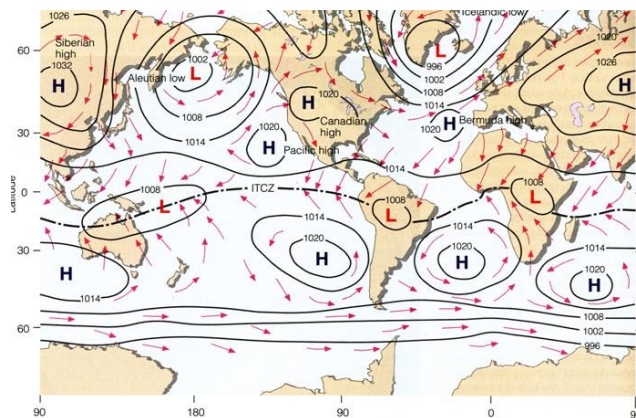 1026
Icelandic low
60
Siberian
high
1032
H
Aleutian low
1002
L
1008
1014
L
996
1002
1008
1014
1020
1026
H
1020
H
Canadian
high
1020
H
Bermuda high
30
1020
H
Pacific high
1014
Latitude
0
1008
L
ITCZ
1008
L
1008
L
30
H
1014
1014
1020
H
1014
1020
H
1014
1020
H
60
1008
1002
996
90
180
90
0